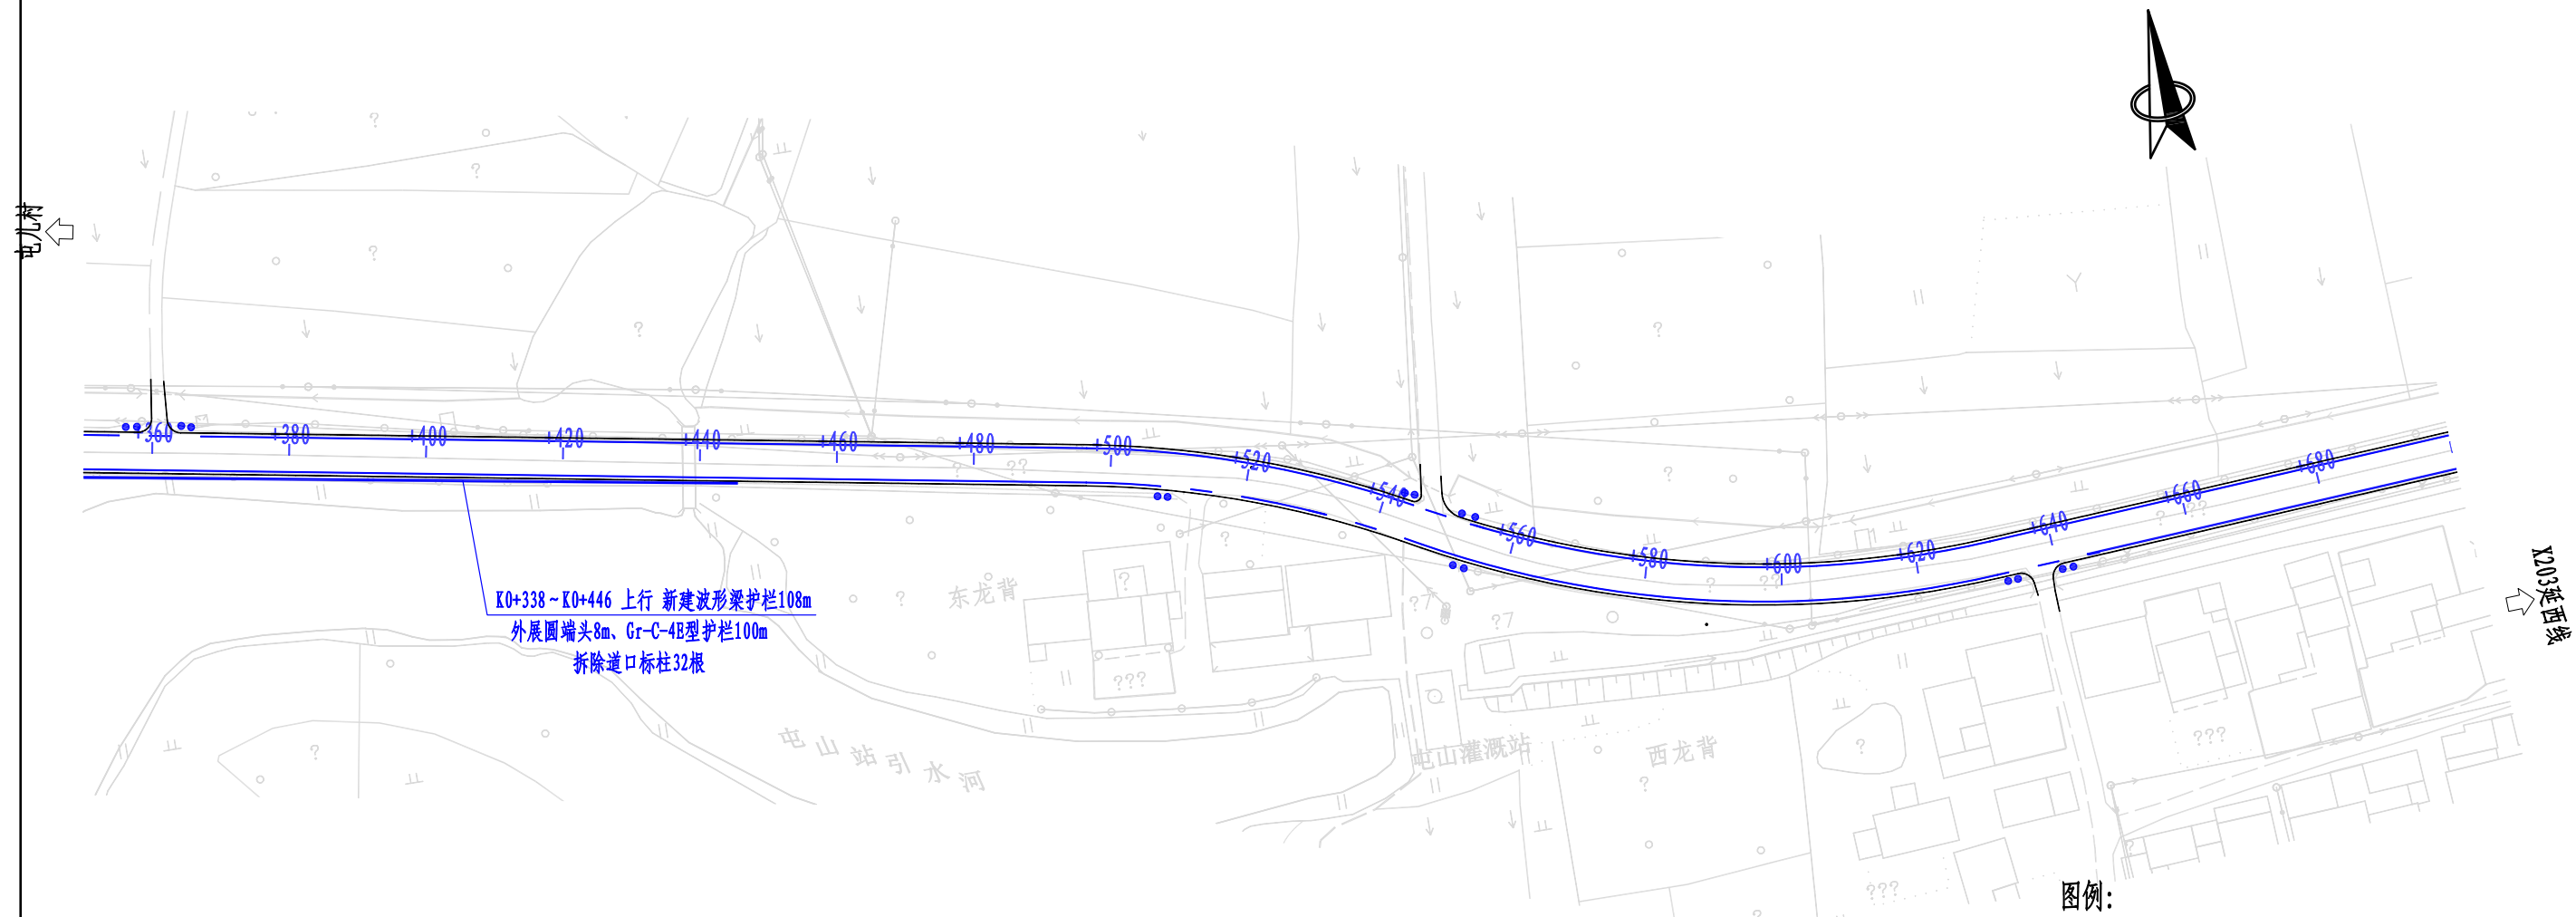 屯儿村
+360
+380
+400
+420
+440
+460
+480
+500
+520
+540
+560
+580
+600
+620
+640
+660
+680
K0+338~K0+446 上行 新建波形梁护栏108m
外展圆端头8m、Gr-C-4E型护栏100m
拆除道口标柱32根
X203延西线
东龙背
???
屯山站引水河
屯山灌溉站
西龙背
???
???
图例: